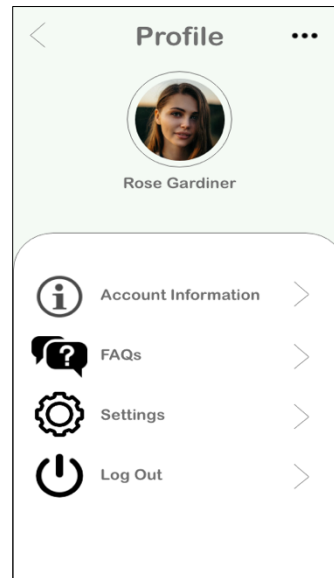 Profile
Rose Gardiner
Account Information
FAQs
Settings
Log Out